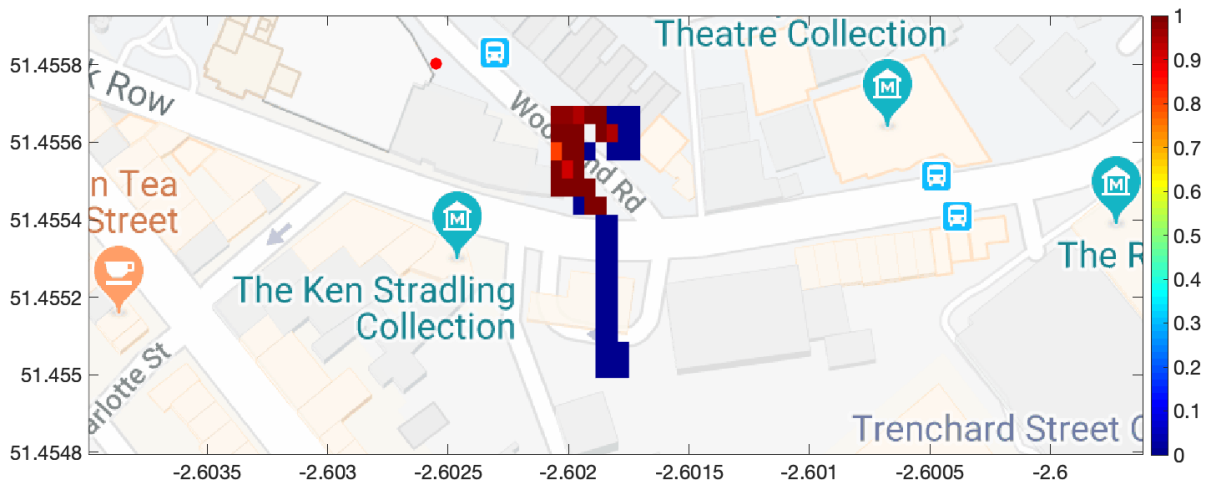 Theatre Collection
k Row
Woodland Rd
n Tea
Street
The Ken Stradling
Collection
The R
arlotte St
Trenchard Street C
M
M
M
51.4558
51.4556
51.4554
51.4552
51.455
51.4548
-2.6035
-2.603
-2.6025
-2.602
-2.6015
-2.601
-2.6005
-2.6
1
0.9
0.8
0.7
0.6
0.5
0.4
0.3
0.2
0.1
0